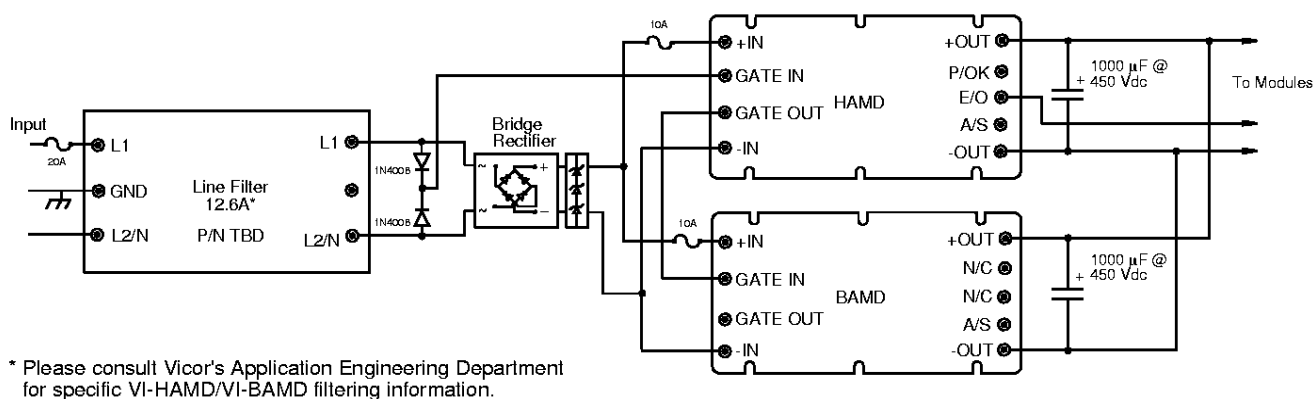 Input
20A
L1
GND
L2/N
Line Filter
12.6A*
P/N TBD
L1
L2/N
1N4006
1N4006
Bridge
Rectifier
~
~
+
–
10A
+IN
GATE IN
GATE OUT
-IN
HAMD
+OUT
P/OK
E/O
A/S
-OUT
+
1000 µF @
450 Vdc
To Modules
10A
+IN
GATE IN
GATE OUT
-IN
BAMD
+OUT
N/C
N/C
A/S
-OUT
+
1000 µF @
450 Vdc
* Please consult Vicor's Application Engineering Department
for specific VI-HAMD/VI-BAMD filtering information.